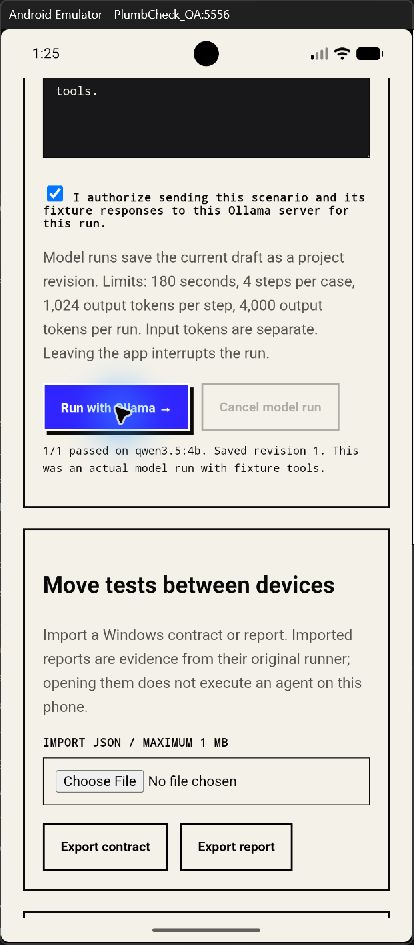 Android Emulator - PlumbCheck_QA:5556
1:25
tools.
I authorize sending this scenario and its
fixture responses to this Ollama server for
this run.
Model runs save the current draft as a project
revision. Limits: 180 seconds, 4 steps per case,
1,024 output tokens per step, 4,000 output
tokens per run. Input tokens are separate.
Leaving the app interrupts the run.
Run with Ollama →
Cancel model run
1/1 passed on qwen3.5:4b. Saved revision 1. This
was an actual model run with fixture tools.
Move tests between devices
Import a Windows contract or report. Imported
reports are evidence from their original runner;
opening them does not execute an agent on this
phone.
IMPORT JSON / MAXIMUM 1 MB
Choose File No file chosen
Export contract
Export report